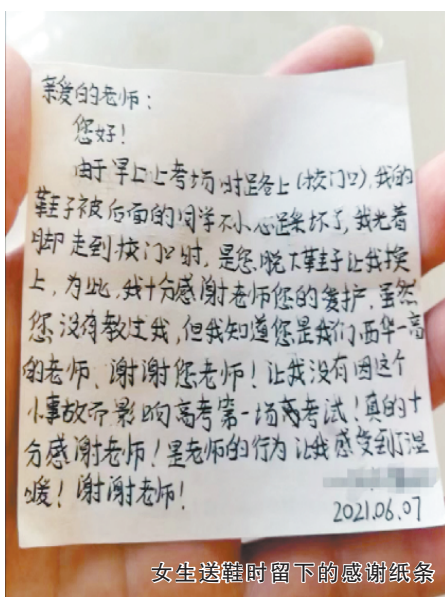 亲爱的老师：
您好！
由于早上上考场时路上(校门口),我的
鞋子被后面的同学不小心踩坏了,我光着
脚走到校门口时,是您脱下鞋子让我换
上,为此,我十分感谢老师您的爱护。虽然
您没有教过我,但我知道您是我们西华一高
的老师、谢谢您老师！让我没有因这个
小事故而影响高考第一场考试！真的十
分感谢老师！是老师的行为让我感受到了温
暖！谢谢老师！
2021.06.07
女生送鞋时留下的感谢纸条